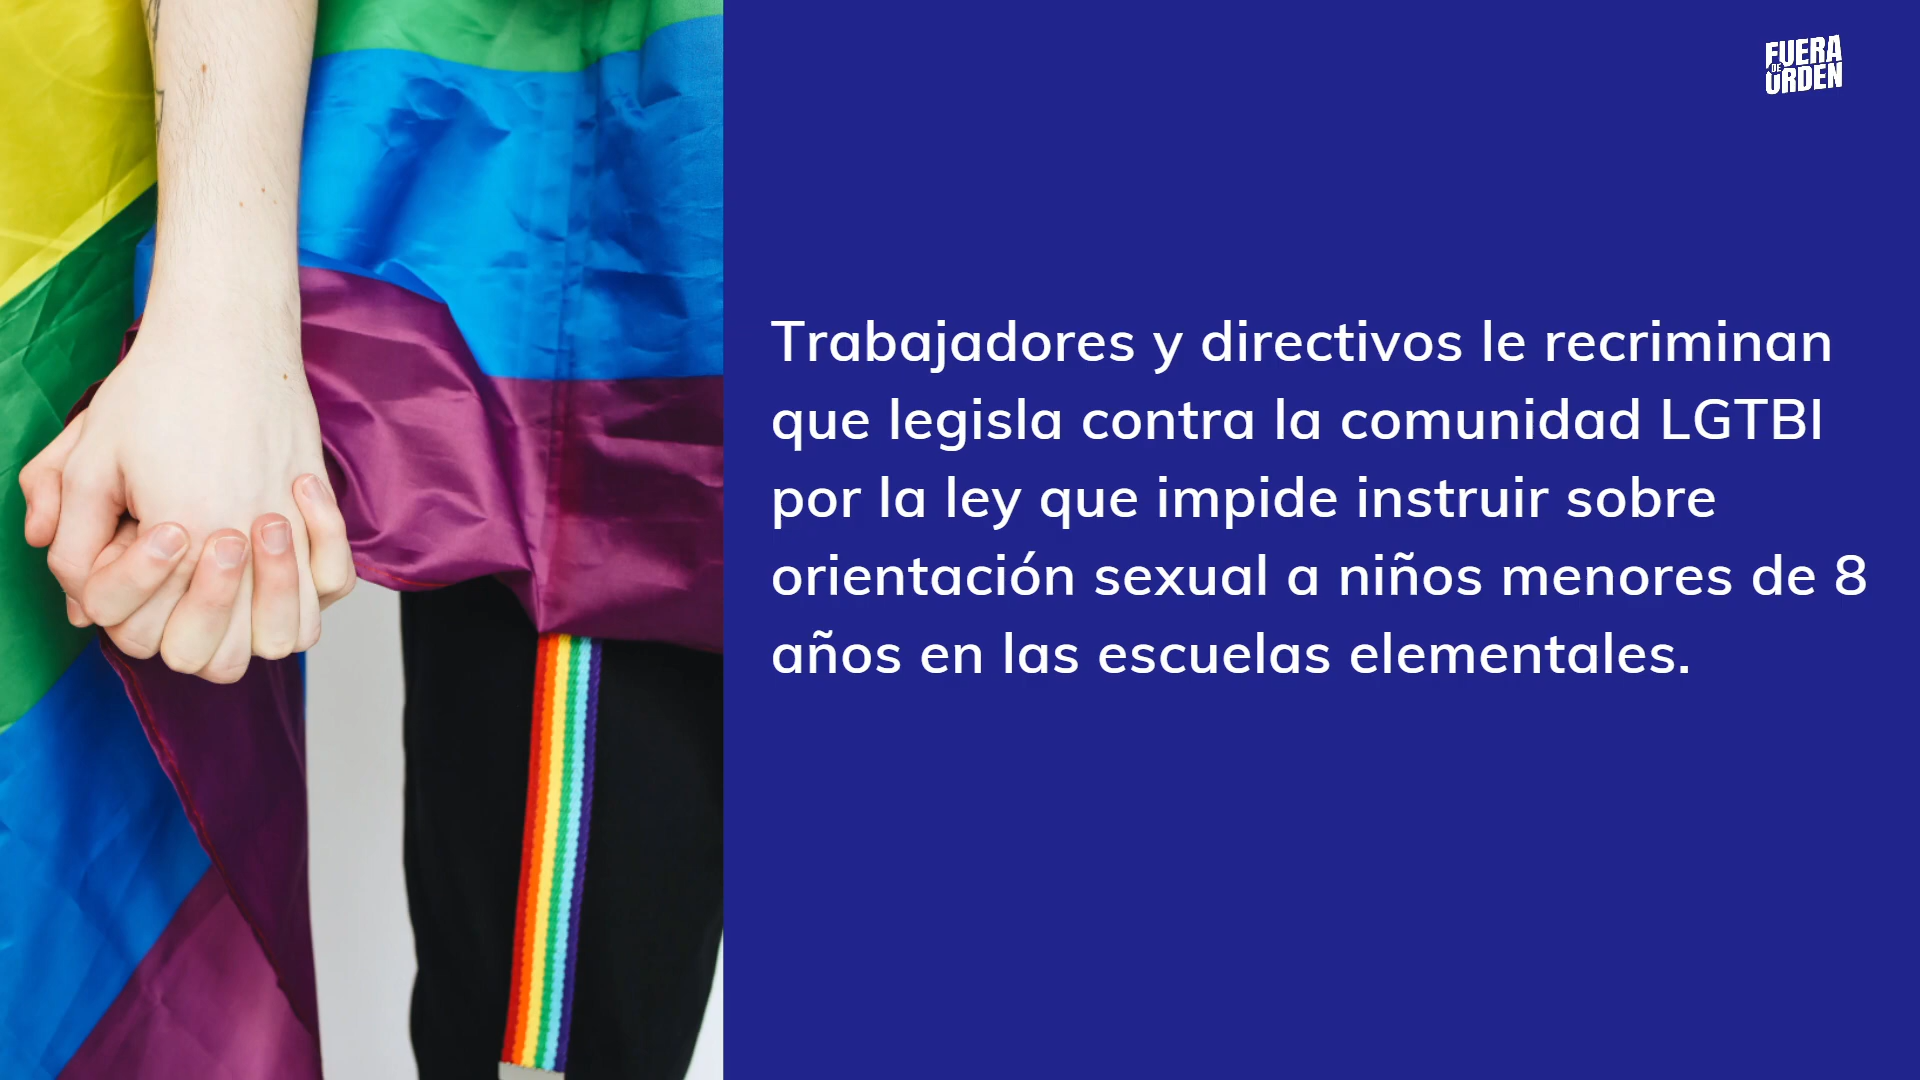 FUERA
DE
ORDEN
Trabajadores y directivos le recriminan
que legisla contra la comunidad LGTBI
por la ley que impide instruir sobre
orientación sexual a niños menores de 8
años en las escuelas elementales.